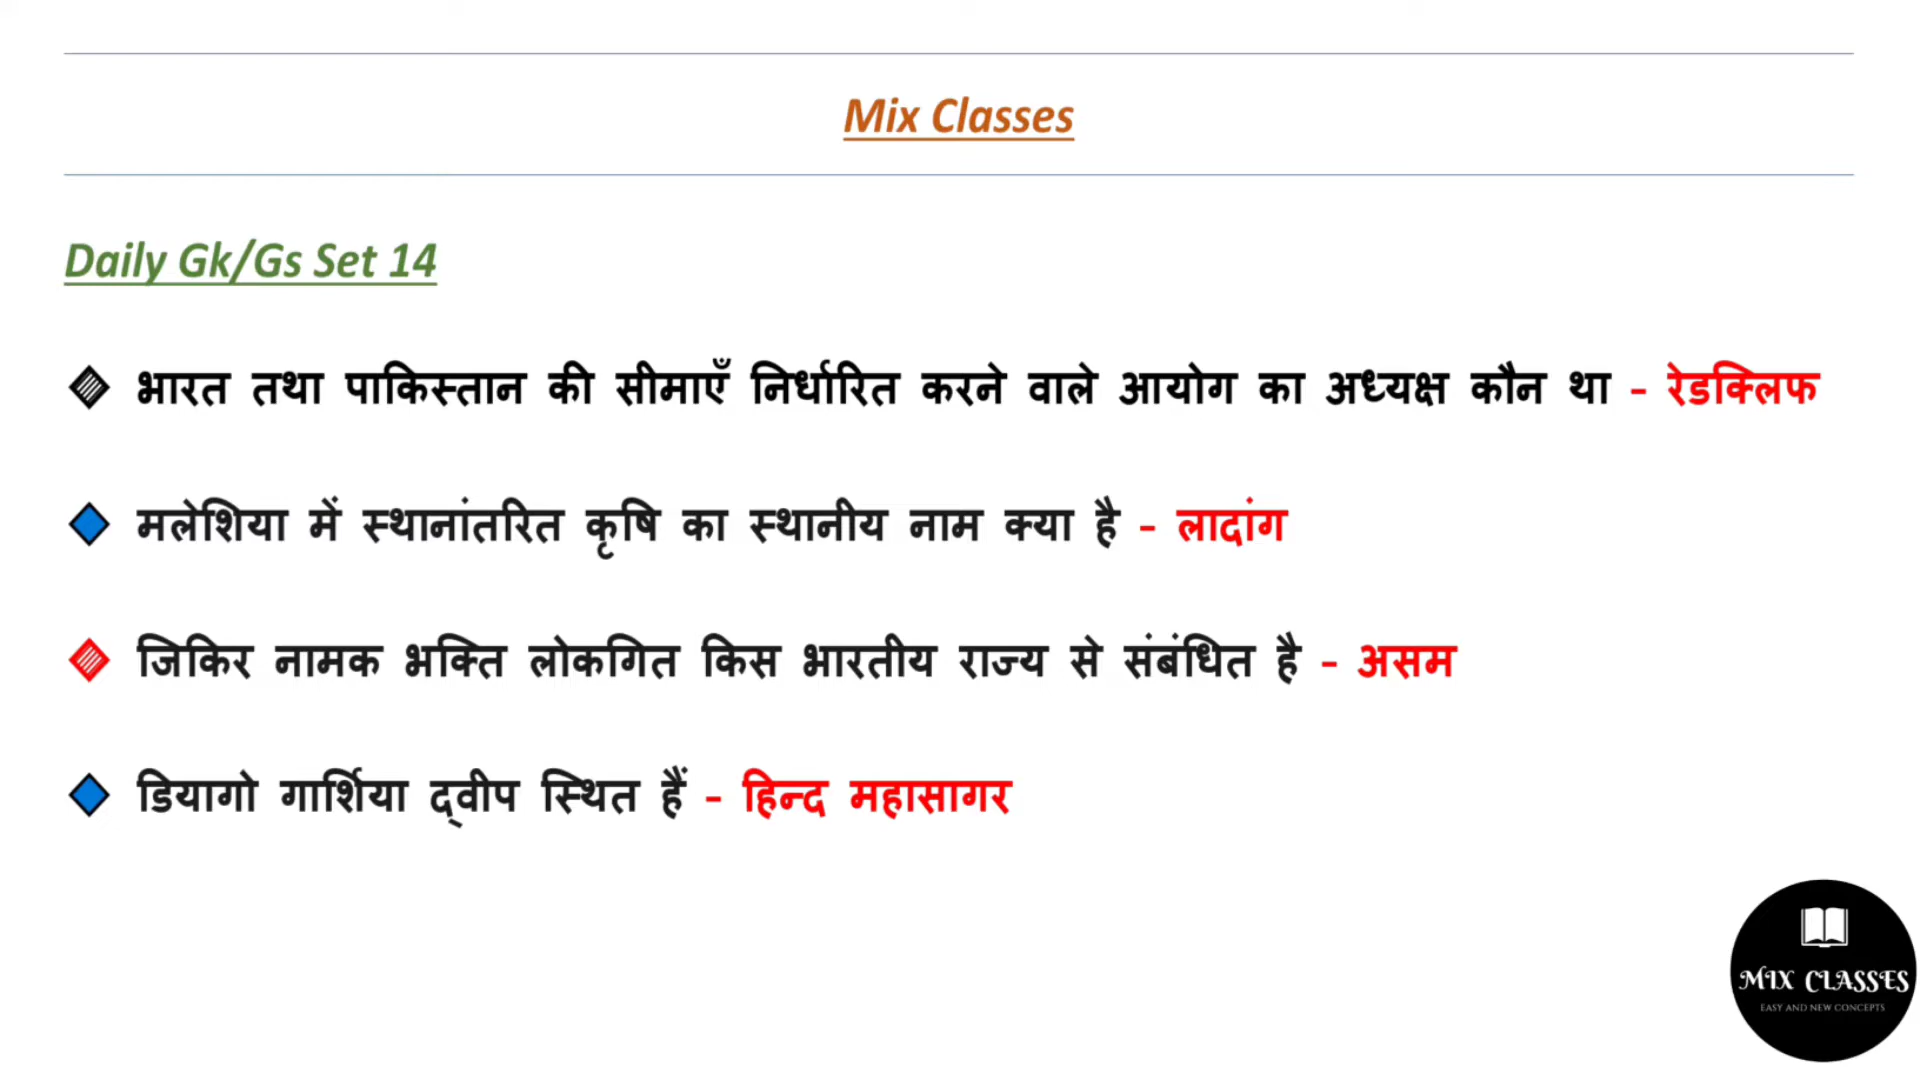 Mix Classes
Daily Gk/Gs Set 14
भारत तथा पाकिस्तान की सीमाएँ निर्धारित करने वाले आयोग का अध्यक्ष कौन था - रेडक्लिफ
मलेशिया में स्थानांतरित कृषि का स्थानीय नाम क्या है - लादांग
जिकिर नामक भक्ति लोकगित किस भारतीय राज्य से संबंधित है - असम
डियागो गार्शिया द्वीप स्थित हैं - हिन्द महासागर
MIX CLASSES
EASY AND NEW CONCEPTS